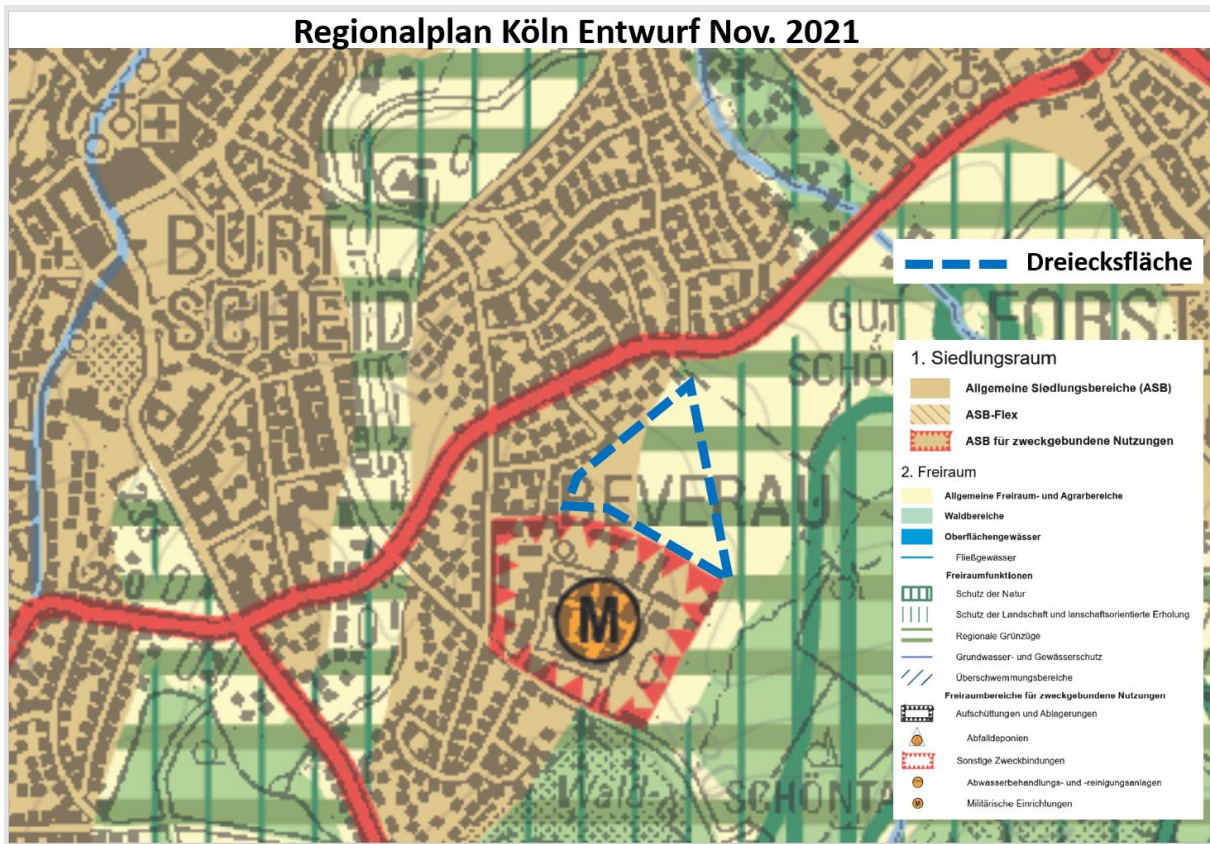 Regionalplan Köln Entwurf Nov. 2021
BURT
SCHEID
Dreiecksfläche
GUT
FORST
SCHÖN
BEVERAU
M
Wald-
SCHÖNTA
1. Siedlungsraum
Allgemeine Siedlungsbereiche (ASB)
ASB-Flex
ASB für zweckgebundene Nutzungen
2. Freiraum
Allgemeine Freiraum- und Agrarbereiche
Waldbereiche
Oberflächengewässer
Fließgewässer
Freiraumfunktionen
Schutz der Natur
Schutz der Landschaft und lanschaftsorientierte Erholung
Regionale Grünzüge
Grundwasser- und Gewässerschutz
Überschwemmungsbereiche
Freiraumbereiche für zweckgebundene Nutzungen
Aufschüttungen und Ablagerungen
Abfalldeponien
Sonstige Zweckbindungen
Abwasserbehandlungs- und -reinigungsanlagen
M
Militärische Einrichtungen